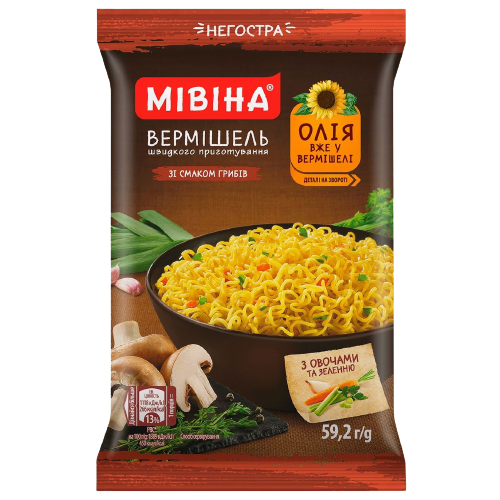 НЕГОСТРА
МІВІНА®
ВЕРМІШЕЛЬ
швидкого приготування
ЗІ СМАКОМ ГРИБІВ
ОЛІЯ
ВЖЕ У
ВЕРМІШЕЛІ
ДЕТАЛІ НА ЗВОРОТІ
З ОВОЧАМИ
ТА ЗЕЛЕННЮ
13%
59,2 г/g